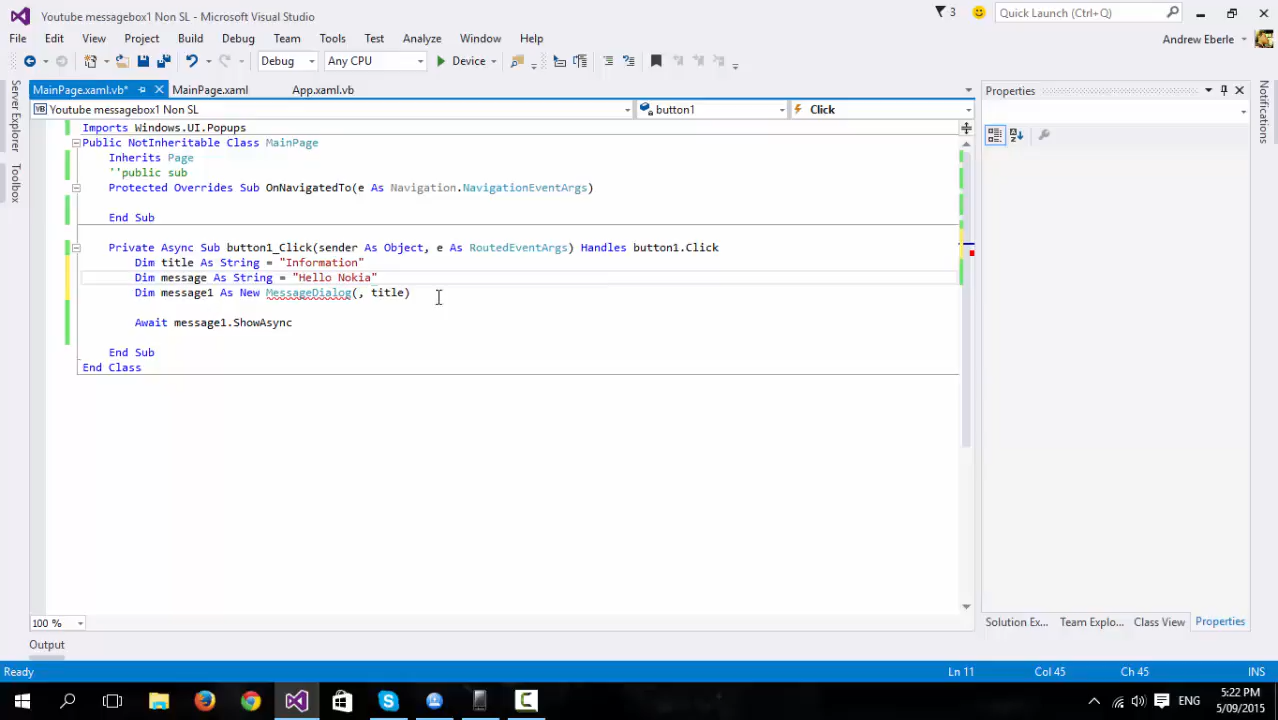 Youtube messagebox1 Non SL - Microsoft Visual Studio
3
Quick Launch (Ctrl+Q)
File Edit View Project Build Debug Team Tools Test Analyze Window Help
Andrew Eberle
Debug Any CPU Device
MainPage.xaml.vb* MainPage.xaml App.xaml.vb
Properties
Youtube messagebox1 Non SL button1 Click
Server Explorer
Toolbox
Notifications
Imports Windows.UI.Popups
Public NotInheritable Class MainPage
Inherits Page
''public sub
Protected Overrides Sub OnNavigatedTo(e As Navigation.NavigationEventArgs)
End Sub
Private Async Sub button1_Click(sender As Object, e As RoutedEventArgs) Handles button1.Click
Dim title As String = "Information"
Dim message As String = "Hello Nokia"
Dim message1 As New MessageDialog(, title)
Await message1.ShowAsync
End Sub
End Class
100 %
Solution Ex... Team Explo... Class View Properties
Output
Ready Ln 11 Col 45 Ch 45 INS
ENG
5:22 PM
5/09/2015